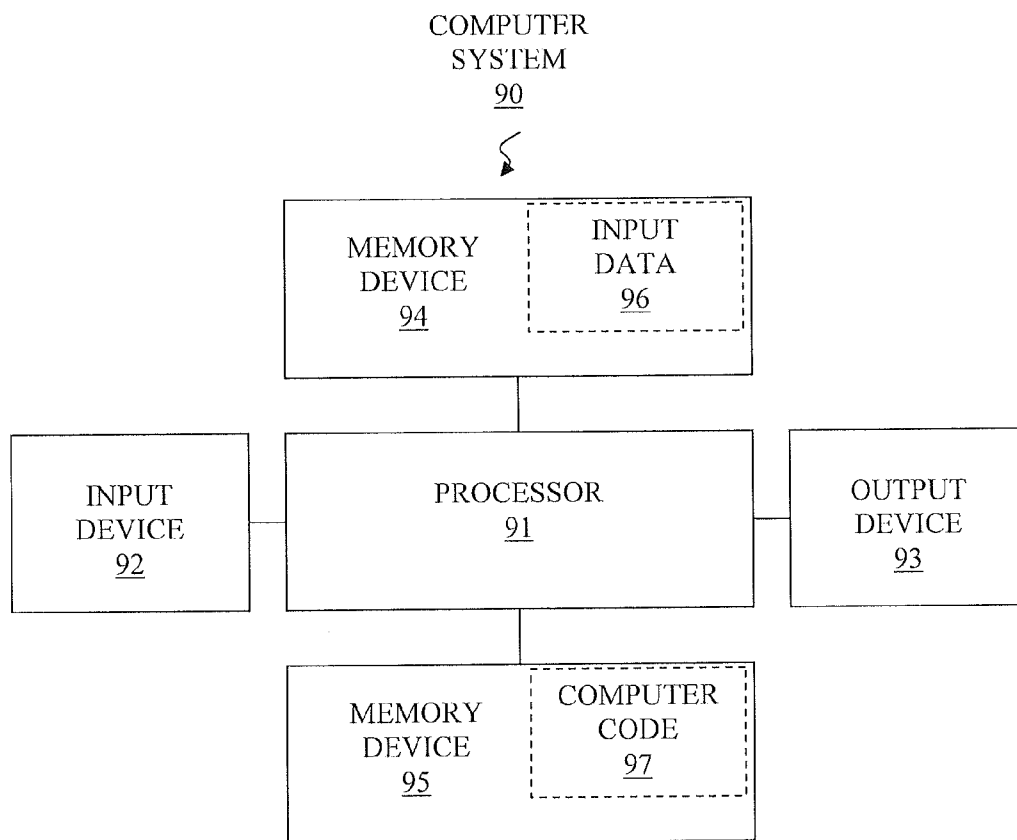 COMPUTER
SYSTEM
90
MEMORY
DEVICE
94
INPUT
DATA
96
INPUT
DEVICE
92
PROCESSOR
91
OUTPUT
DEVICE
93
MEMORY
DEVICE
95
COMPUTER
CODE
97